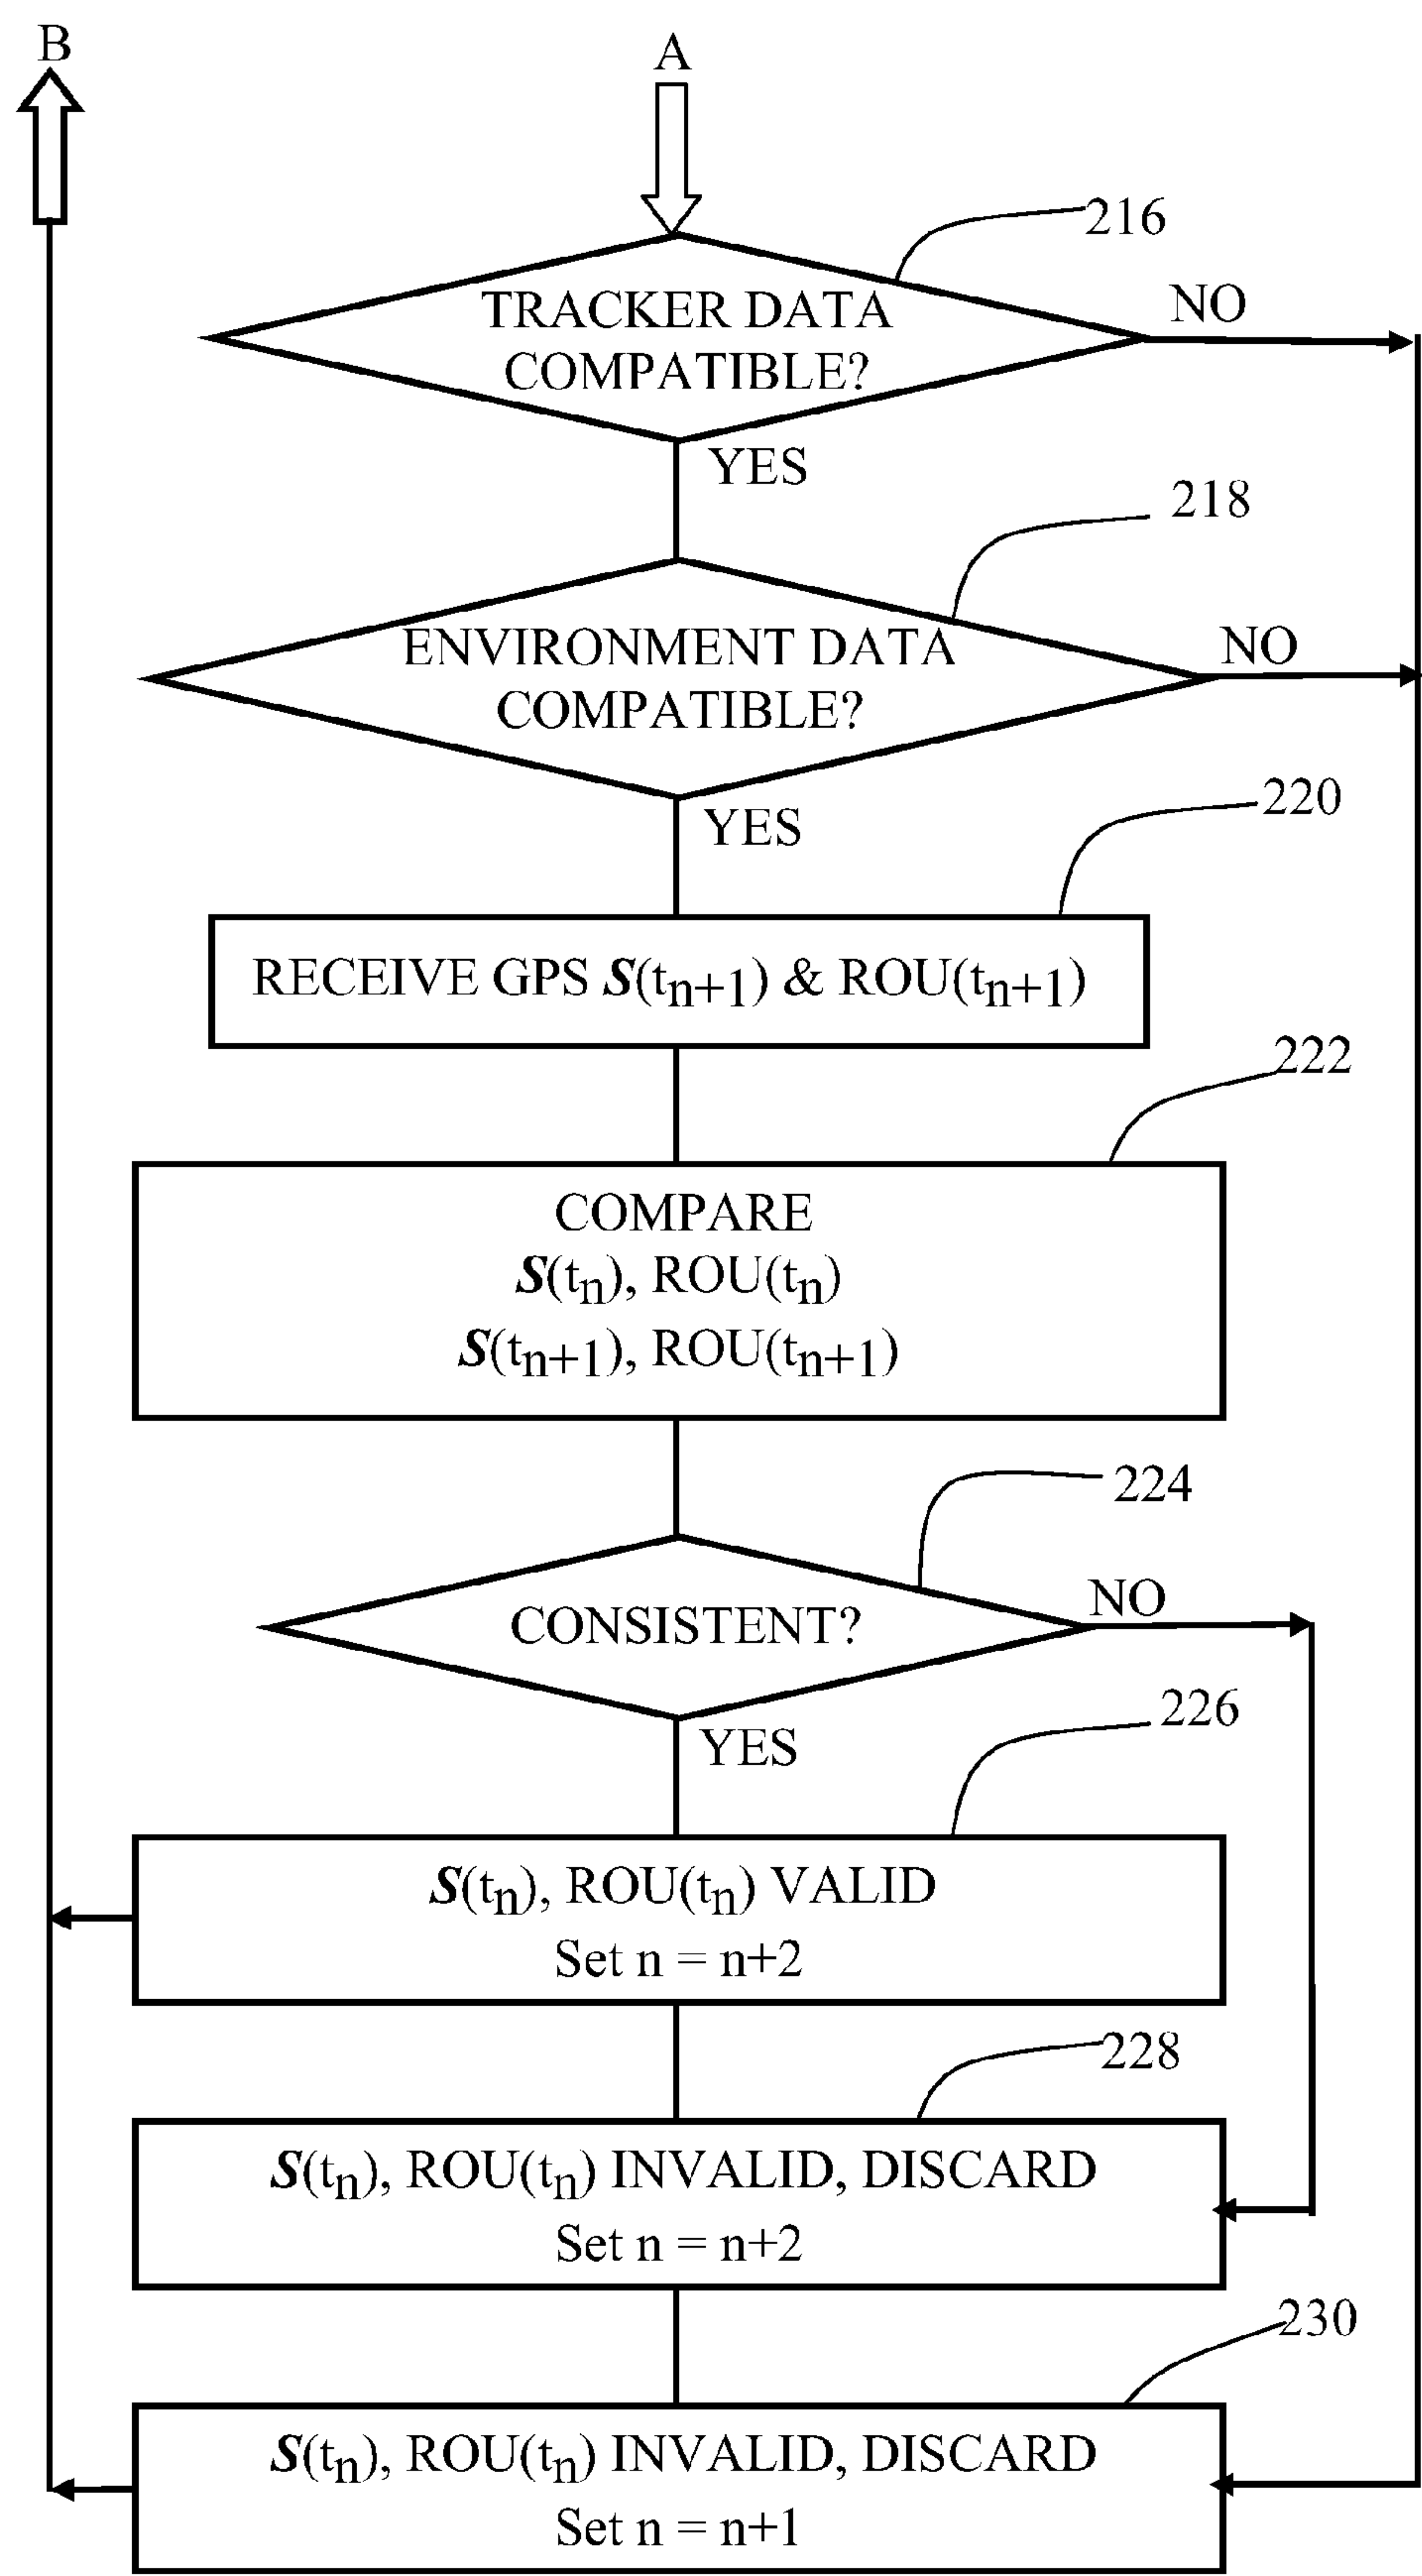 B
A
216
TRACKER DATA
COMPATIBLE?
NO
YES
218
ENVIRONMENT DATA
COMPATIBLE?
NO
YES
220
RECEIVE GPS S(tn+1) & ROU(tn+1)
222
COMPARE
S(tn), ROU(tn)
S(tn+1), ROU(tn+1)
224
CONSISTENT?
NO
YES
226
S(tn), ROU(tn) VALID
Set n = n+2
228
S(tn), ROU(tn) INVALID, DISCARD
Set n = n+2
230
S(tn), ROU(tn) INVALID, DISCARD
Set n = n+1